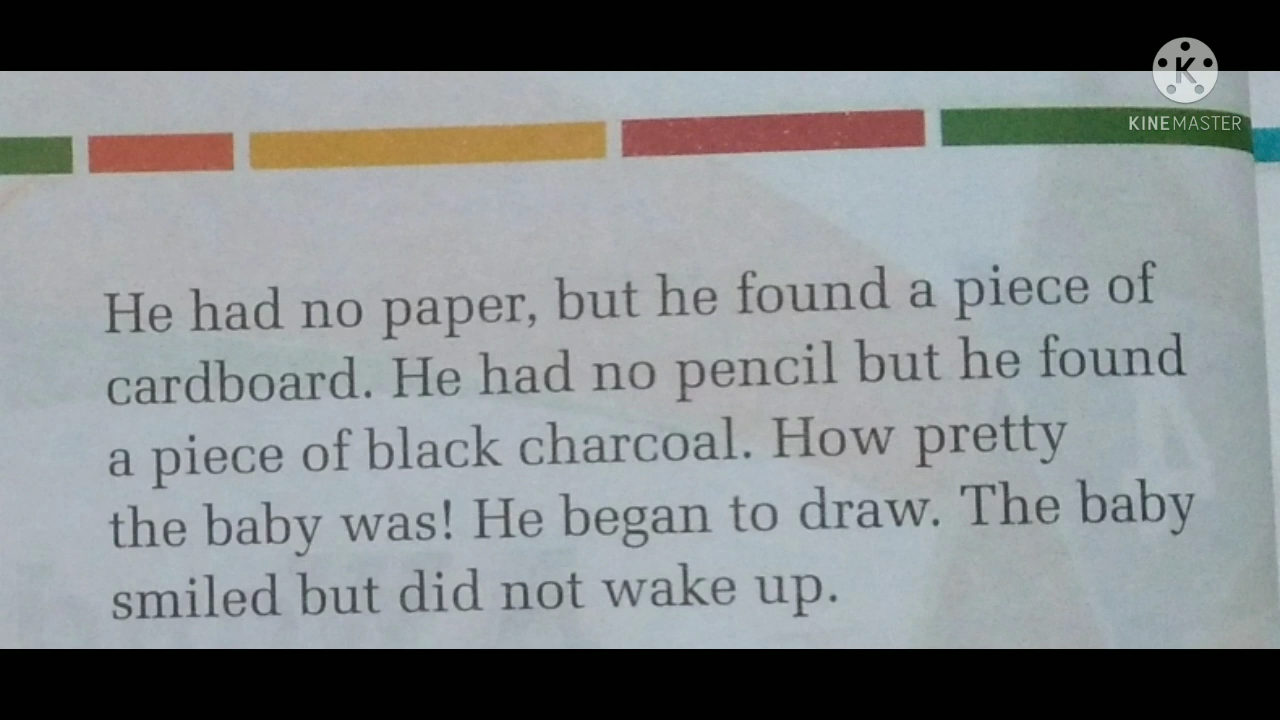 KINEMASTER
He had no paper, but he found a piece of
cardboard. He had no pencil but he found
a piece of black charcoal. How pretty
the baby was! He began to draw. The baby
smiled but did not wake up.